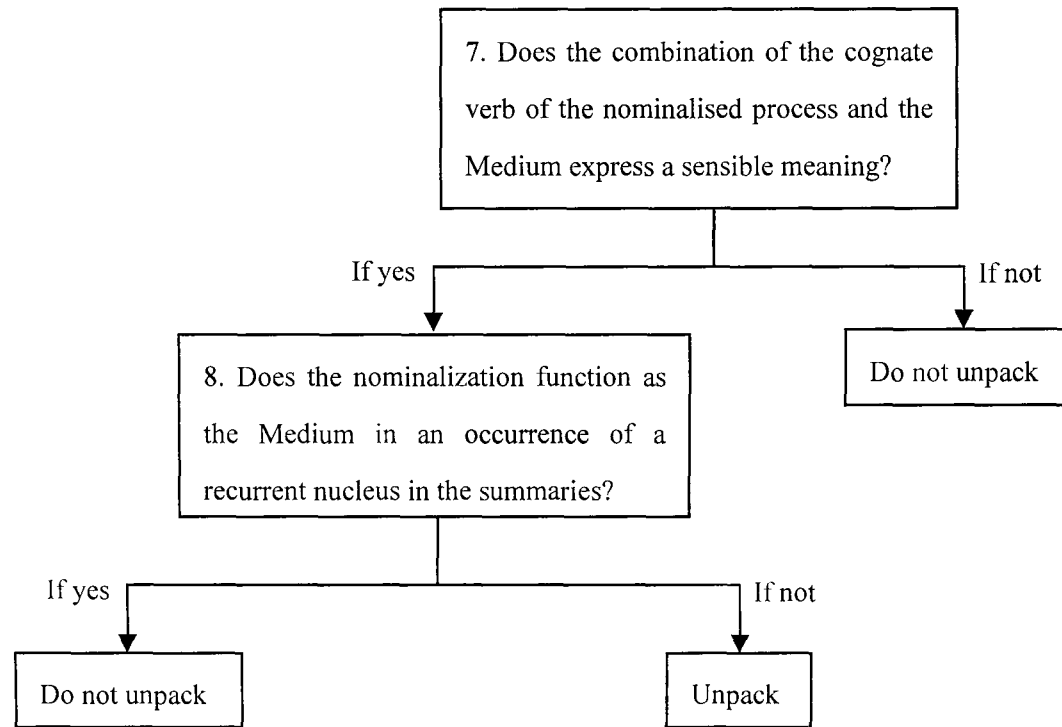 7. Does the combination of the cognate
verb of the nominalised process and the
Medium express a sensible meaning?
If yes
If not
Do not unpack
8. Does the nominalization function as
the Medium in an occurrence of a
recurrent nucleus in the summaries?
If yes
If not
Do not unpack
Unpack